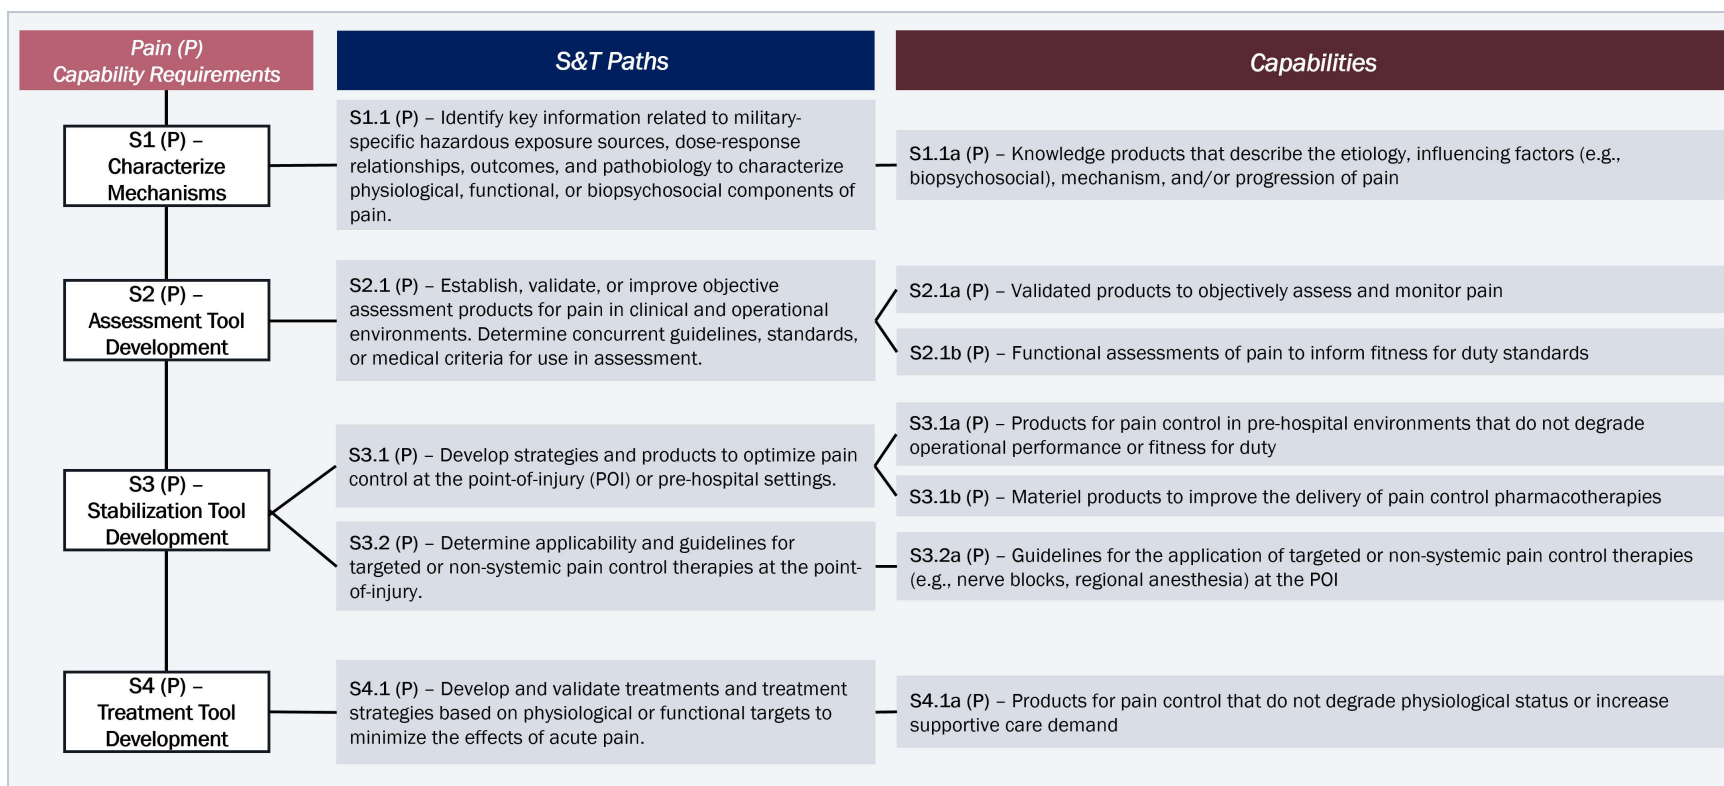 Pain (P)
Capability Requirements
S&T Paths
Capabilities
S1 (P) –
Characterize
Mechanisms
S1.1 (P) – Identify key information related to military-
specific hazardous exposure sources, dose-response
relationships, outcomes, and pathobiology to characterize
physiological, functional, or biopsychosocial components of
pain.
S1.1a (P) – Knowledge products that describe the etiology, influencing factors (e.g.,
biopsychosocial), mechanism, and/or progression of pain
S2 (P) –
Assessment Tool
Development
S2.1 (P) – Establish, validate, or improve objective
assessment products for pain in clinical and operational
environments. Determine concurrent guidelines, standards,
or medical criteria for use in assessment.
S2.1a (P) – Validated products to objectively assess and monitor pain
S2.1b (P) – Functional assessments of pain to inform fitness for duty standards
S3 (P) –
Stabilization Tool
Development
S3.1 (P) – Develop strategies and products to optimize pain
control at the point-of-injury (POI) or pre-hospital settings.
S3.1a (P) – Products for pain control in pre-hospital environments that do not degrade
operational performance or fitness for duty
S3.1b (P) – Materiel products to improve the delivery of pain control pharmacotherapies
S3.2 (P) – Determine applicability and guidelines for
targeted or non-systemic pain control therapies at the point-
of-injury.
S3.2a (P) – Guidelines for the application of targeted or non-systemic pain control therapies
(e.g., nerve blocks, regional anesthesia) at the POI
S4 (P) –
Treatment Tool
Development
S4.1 (P) – Develop and validate treatments and treatment
strategies based on physiological or functional targets to
minimize the effects of acute pain.
S4.1a (P) – Products for pain control that do not degrade physiological status or increase
supportive care demand